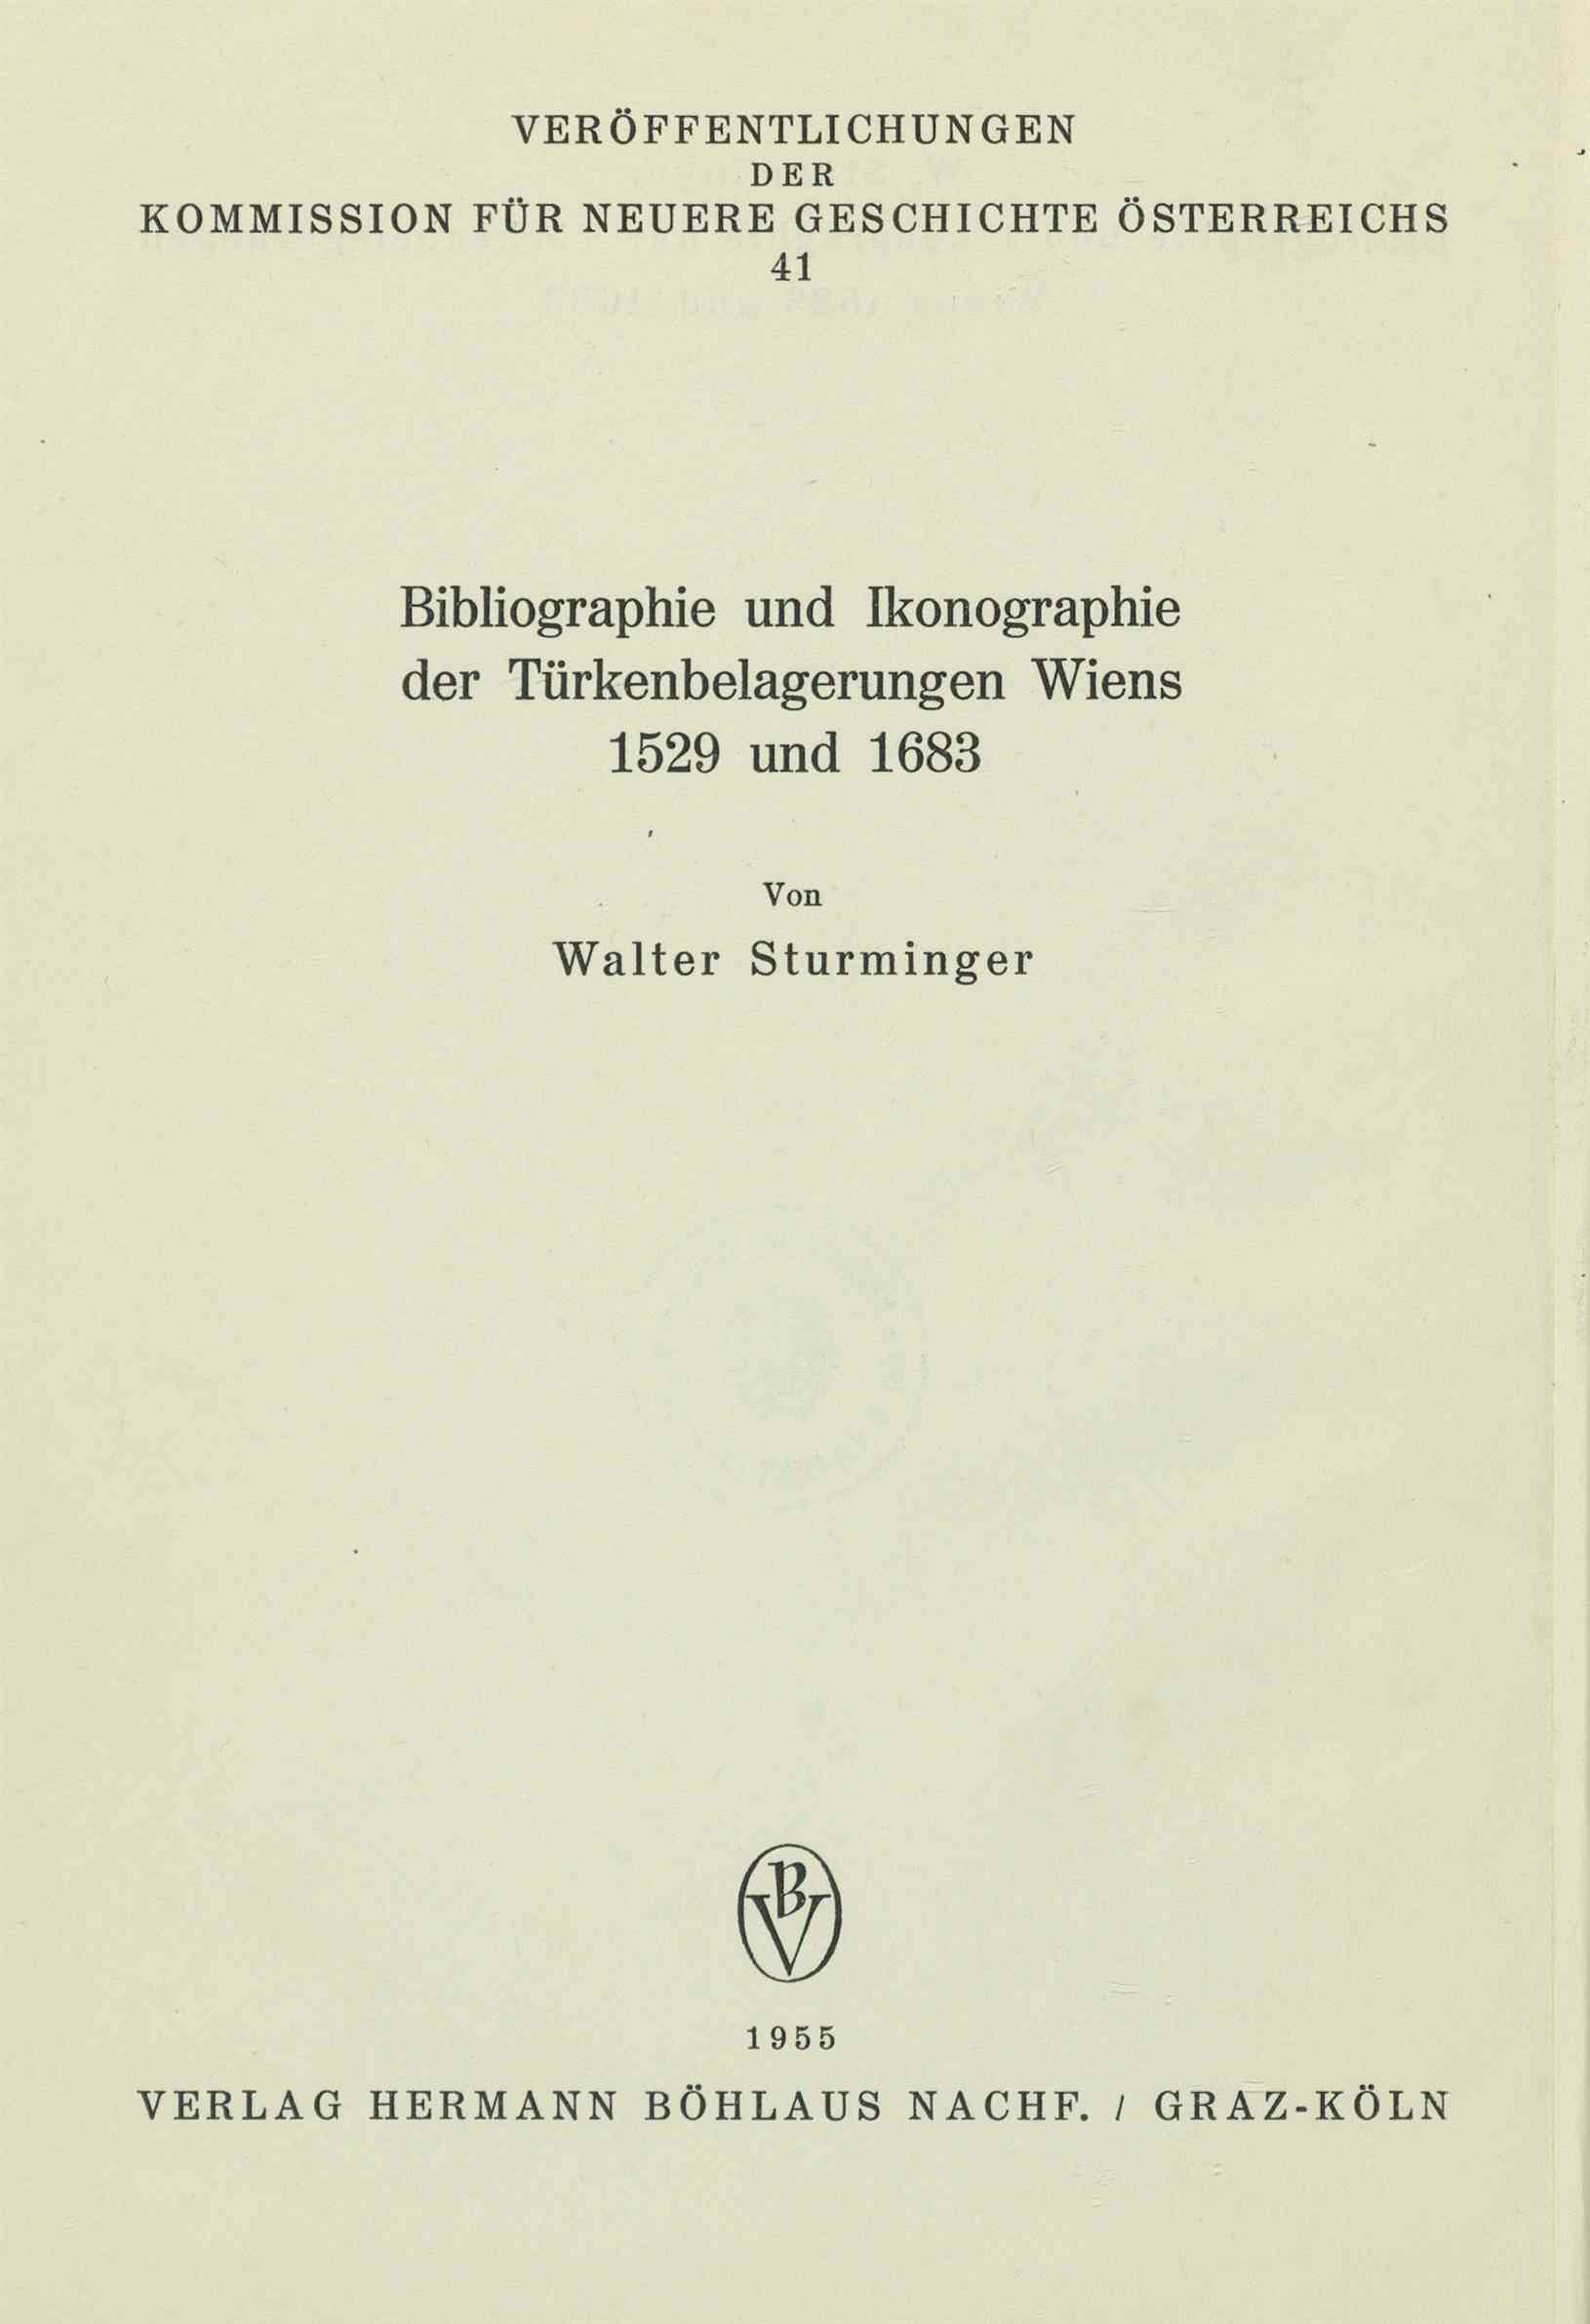 VERÖFFENTLICHUNGEN
DER
KOMMISSION FÜR NEUERE GESCHICHTE ÖSTERREICHS
41
Bibliographie und Ikonographie
der Türkenbelagerungen Wiens
1529 und 1683
Von
Walter Sturminger
BV
1955
VERLAG HERMANN BÖHLAUS NACHF. / GRAZ-KÖLN